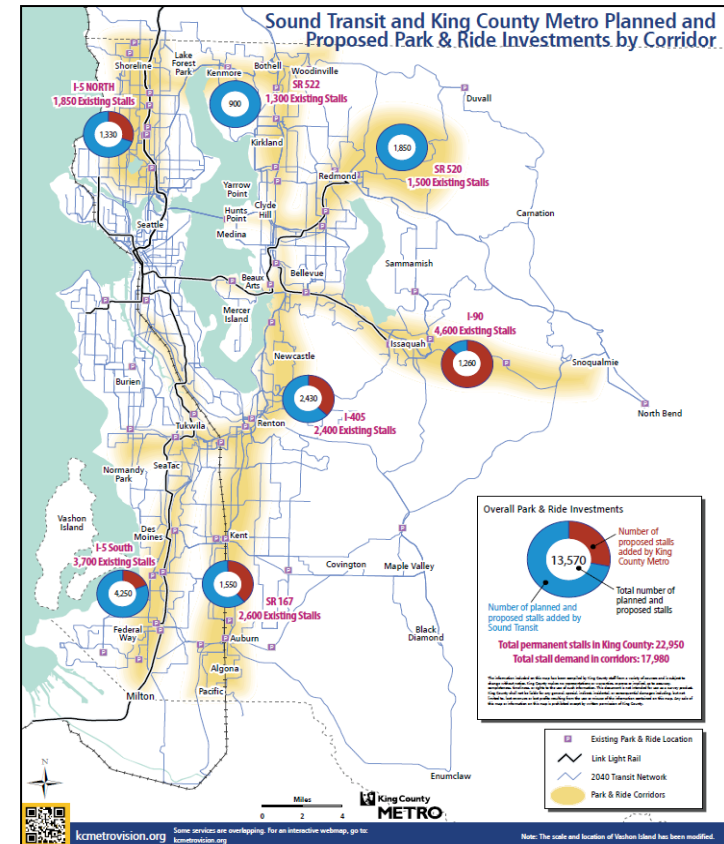 Sound Transit and King County Metro Planned and
Proposed Park & Ride Investments by Corridor
Shoreline
Lake
Forest
Park
Kenmore
Bothell
Woodinville
I-5 NORTH
1,850 Existing Stalls
1,330
900
SR 522
1,300 Existing Stalls
Duvall
Kirkland
1,850
SR 520
1,500 Existing Stalls
Redmond
Yarrow
Point
Hunts
Point
Clyde
Hill
Medina
Carnation
Seattle
Sammamish
Bellevue
Beaux
Arts
Mercer
Island
I-90
4,600 Existing Stalls
Issaquah
1,260
Snoqualmie
Newcastle
Burien
2,430
I-405
2,400 Existing Stalls
North Bend
Tukwila
Renton
Normandy
Park
SeaTac
Vashon
Island
Des
Moines
Kent
I-5 South
3,700 Existing Stalls
4,250
1,550
SR 167
2,600 Existing Stalls
Covington
Maple Valley
Federal
Way
Auburn
Black
Diamond
Algona
Pacific
Milton
Enumclaw
Overall Park & Ride Investments
Number of
proposed stalls
added by King
County Metro
13,570
Total number of
planned and
proposed stalls
Number of planned and
proposed stalls added by
Sound Transit
Total permanent stalls in King County: 22,950
Total stall demand in corridors: 17,980
P Existing Park & Ride Location
Link Light Rail
2040 Transit Network
Park & Ride Corridors
N
Miles
0 2 4
King County
METRO
kcmetrovision.org
Some services are overlapping. For an interactive webmap, go to:
kcmetrovision.org
Note: The scale and location of Vashon Island has been modified.